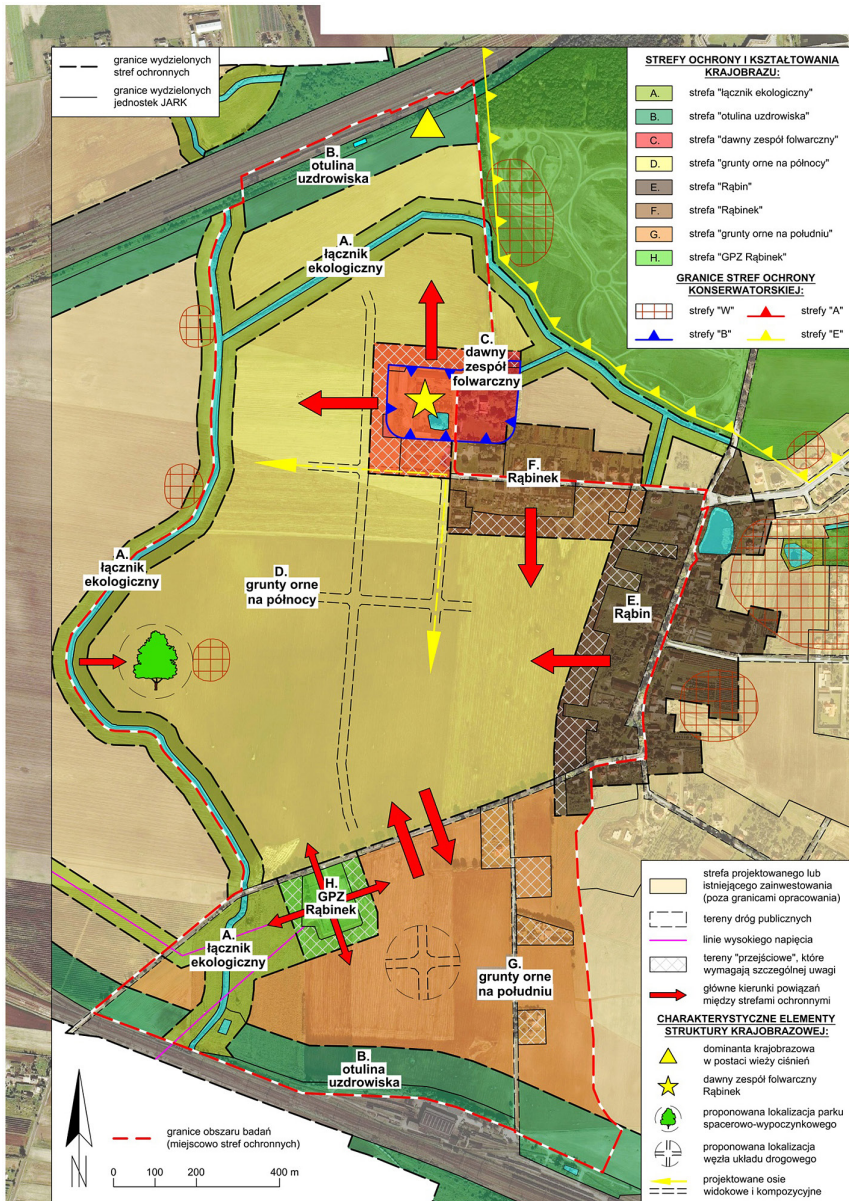 granice wydzielonych
stref ochronnych
granice wydzielonych
jednostek JARK
STREFY OCHRONY I KSZTAŁTOWANIA
KRAJOBRAZU:
A. strefa "łącznik ekologiczny"
B. strefa "otulina uzdrowiska"
C. strefa "dawny zespół folwarczny"
D. strefa "grunty orne na północy"
E. strefa "Rąbin"
F. strefa "Rąbinek"
G. strefa "grunty orne na południu"
H. strefa "GPZ Rąbinek"
GRANICE STREF OCHRONY
KONSERWATORSKIEJ:
strefy "W" strefy "A"
strefy "B" strefy "E"
B.
otulina
uzdrowiska
A.
łącznik
ekologiczny
C.
dawny
zespół
folwarczny
F.
Rąbinek
A.
łącznik
ekologiczny
D.
grunty orne
na północy
E.
Rąbin
H.
GPZ
Rąbinek
A.
łącznik
ekologiczny
G.
grunty orne
na południu
B.
otulina
uzdrowiska
strefa projektowanego lub
istniejącego zainwestowania
(poza granicami opracowania)
tereny dróg publicznych
linie wysokiego napięcia
tereny "przejściowe", które
wymagają szczególnej uwagi
główne kierunki powiązań
między strefami ochronnymi
CHARAKTERYSTYCZNE ELEMENTY
STRUKTURY KRAJOBRAZOWEJ:
dominanta krajobrazowa
w postaci wieży ciśnień
dawny zespół folwarczny
Rąbinek
proponowana lokalizacja parku
spacerowo-wypoczynkowego
proponowana lokalizacja
węzła układu drogowego
projektowane osie
widokowe i kompozycyjne
granice obszaru badań
(miejscowo stref ochronnych)
N
0 100 200 400 m